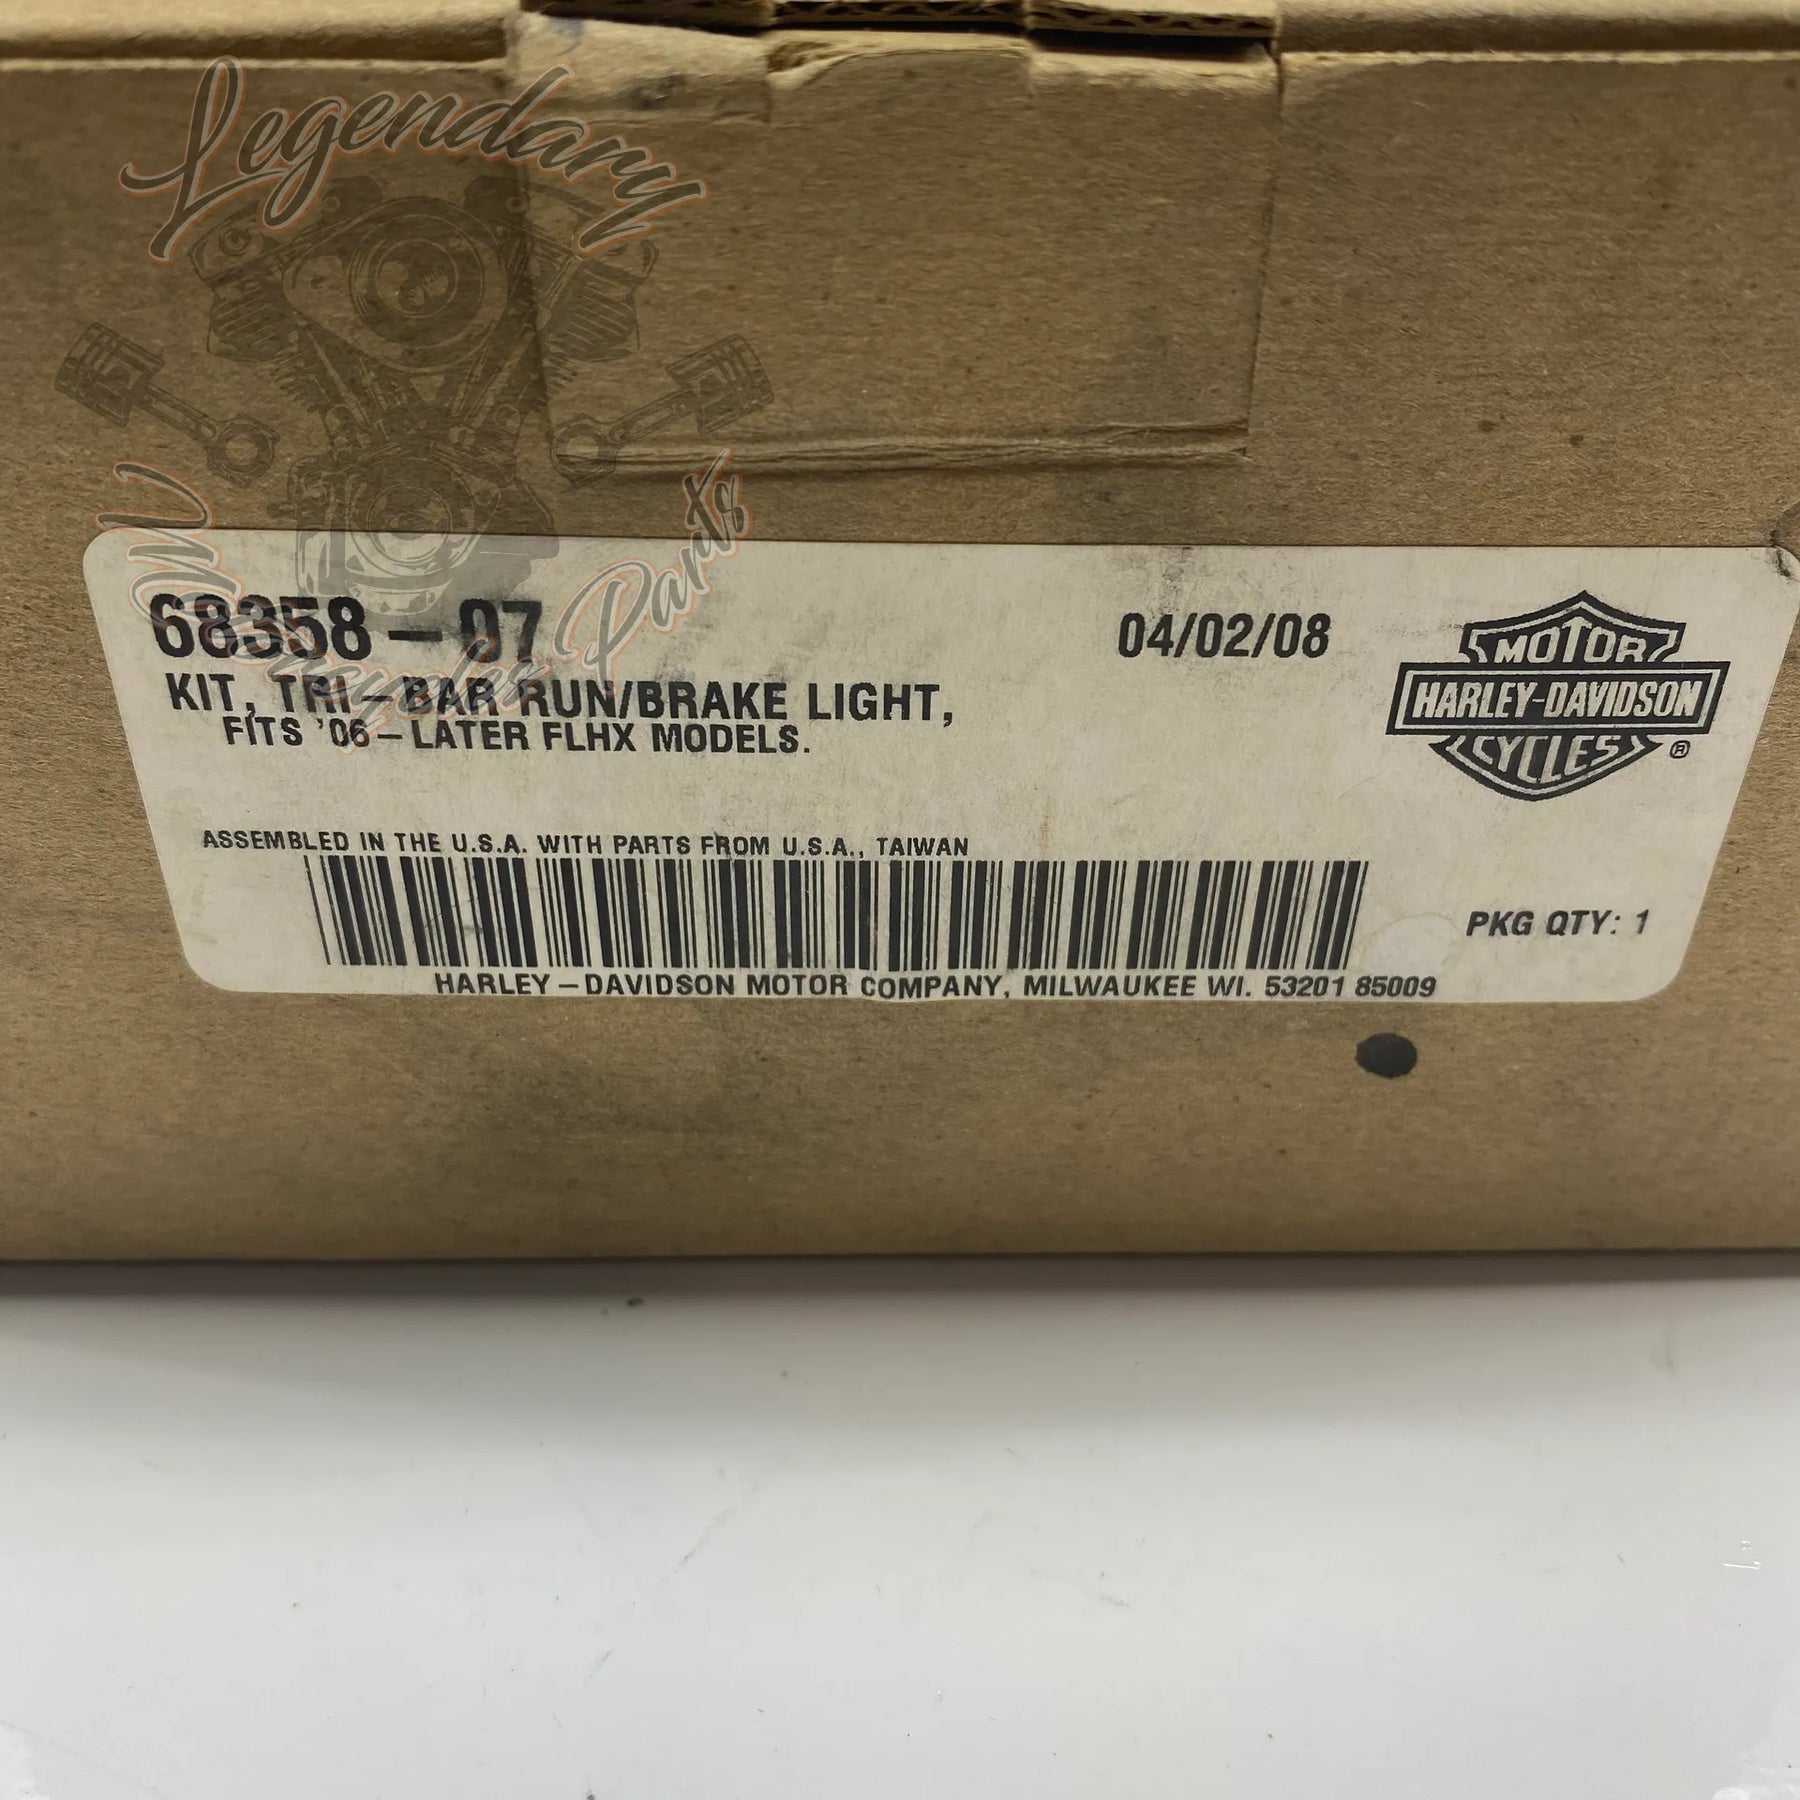 Legendary
Motorcycles Parts
68358-07
04/02/08
KIT, TRI-BAR RUN/BRAKE LIGHT,
FITS '06-LATER FLHX MODELS.
MOTOR
HARLEY-DAVIDSON
CYCLES
®
ASSEMBLED IN THE U.S.A. WITH PARTS FROM U.S.A., TAIWAN
PKG QTY: 1
HARLEY-DAVIDSON MOTOR COMPANY, MILWAUKEE WI. 53201 85009